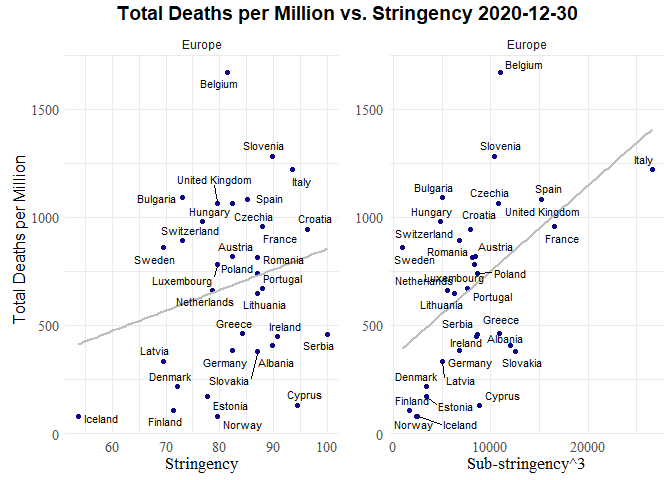 Total Deaths per Million vs. Stringency 2020-12-30
Europe
Europe
Total Deaths per Million
1500
1000
500
0
Belgium
Slovenia
Italy
United Kingdom
Bulgaria
Spain
Hungary
Czechia
Croatia
Switzerland
France
Sweden
Austria
Romania
Luxembourg
Poland
Portugal
Netherlands
Lithuania
Greece
Ireland
Serbia
Latvia
Germany
Albania
Denmark
Slovakia
Cyprus
Estonia
Iceland
Finland
Norway
60
70
80
90
100
Stringency
1500
1000
500
0
Belgium
Slovenia
Italy
Bulgaria
Czechia
Spain
Hungary
Croatia
United Kingdom
Switzerland
France
Sweden
Romania
Austria
Netherlands
Luxembourg
Poland
Lithuania
Portugal
Serbia
Greece
Ireland
Albania
Germany
Slovakia
Denmark
Latvia
Finland
Estonia
Cyprus
Norway
Iceland
0
10000
20000
Sub-stringency^3